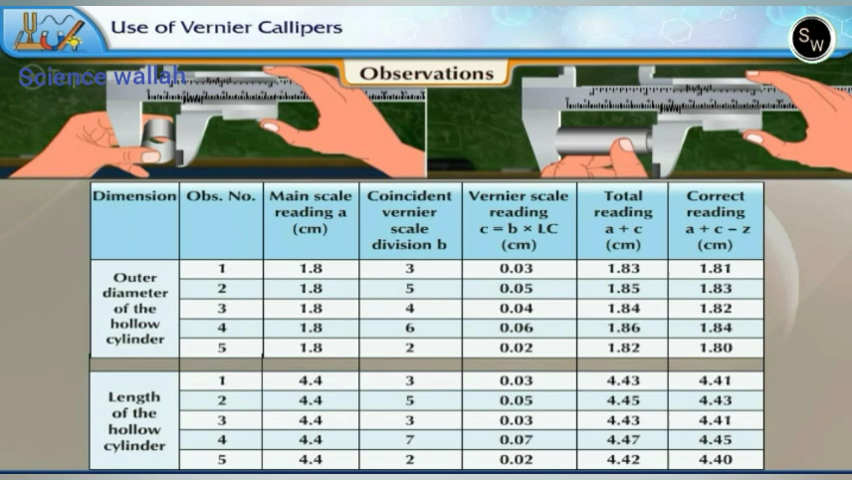 Use of Vernier Callipers
SW
Science wallah
Observations
Dimension Obs. No. Main scale reading a (cm) Coincident vernier scale division b Vernier scale reading c = b × LC (cm) Total reading a + c (cm) Correct reading a + c – z (cm)
Outer diameter of the hollow cylinder
1 1.8 3 0.03 1.83 1.81
2 1.8 5 0.05 1.85 1.83
3 1.8 4 0.04 1.84 1.82
4 1.8 6 0.06 1.86 1.84
5 1.8 2 0.02 1.82 1.80
Length of the hollow cylinder
1 4.4 3 0.03 4.43 4.41
2 4.4 5 0.05 4.45 4.43
3 4.4 3 0.03 4.43 4.41
4 4.4 7 0.07 4.47 4.45
5 4.4 2 0.02 4.42 4.40